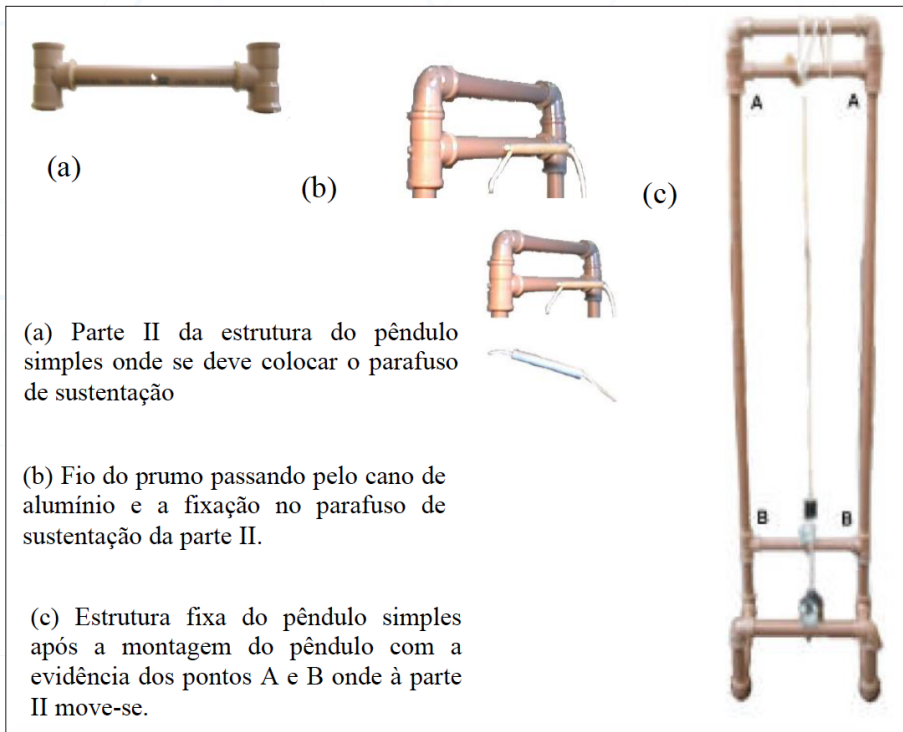 (a)
(b)
(c)
A A
B B
(a) Parte II da estrutura do pêndulo
simples onde se deve colocar o parafuso
de sustentação
(b) Fio do prumo passando pelo cano de
alumínio e a fixação no parafuso de
sustentação da parte II.
(c) Estrutura fixa do pêndulo simples
após a montagem do pêndulo com a
evidência dos pontos A e B onde à parte
II move-se.